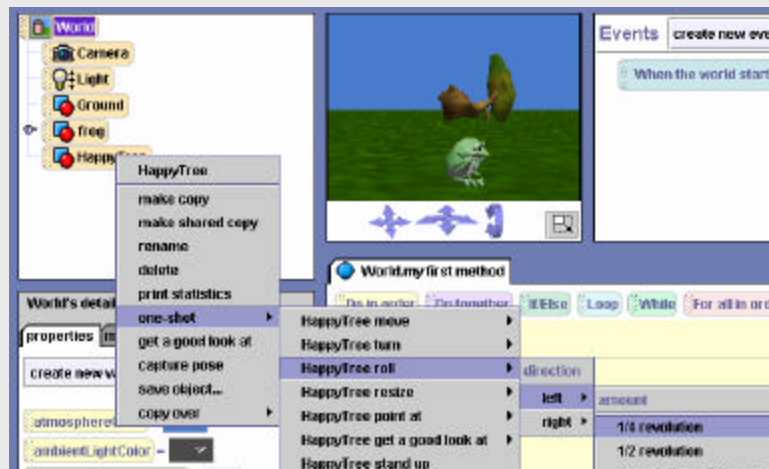 World
Camera
Light
Ground
frog
HappyTree
HappyTree
make copy
make shared copy
rename
delete
print statistics
one-shot
get a good look at
capture pose
save object...
copy over
Events create new eve
When the world start
World.my first method
Do in order Do together If/Else Loop While For all in ord
World's detai
properties m
create new v
atmosphere
ambientLightColor =
HappyTree move
HappyTree turn
HappyTree roll
HappyTree resize
HappyTree point at
HappyTree get a good look at
HappyTree stand up
direction
left
right
amount
1/4 revolution
1/2 revolution